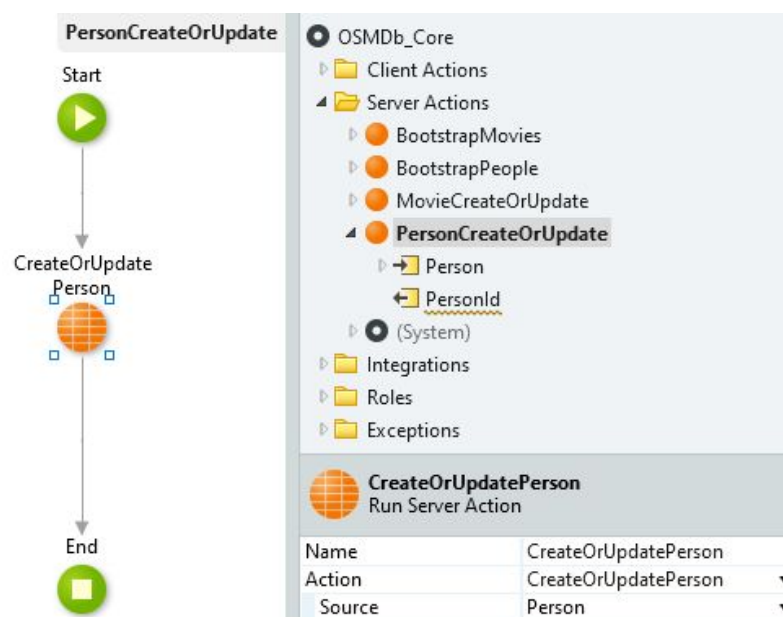 PersonCreateOrUpdate
Start
CreateOrUpdate
Person
End
OSMDb_Core
Client Actions
Server Actions
BootstrapMovies
BootstrapPeople
MovieCreateOrUpdate
PersonCreateOrUpdate
Person
PersonId
(System)
Integrations
Roles
Exceptions
CreateOrUpdatePerson
Run Server Action
Name CreateOrUpdatePerson
Action CreateOrUpdatePerson
Source Person